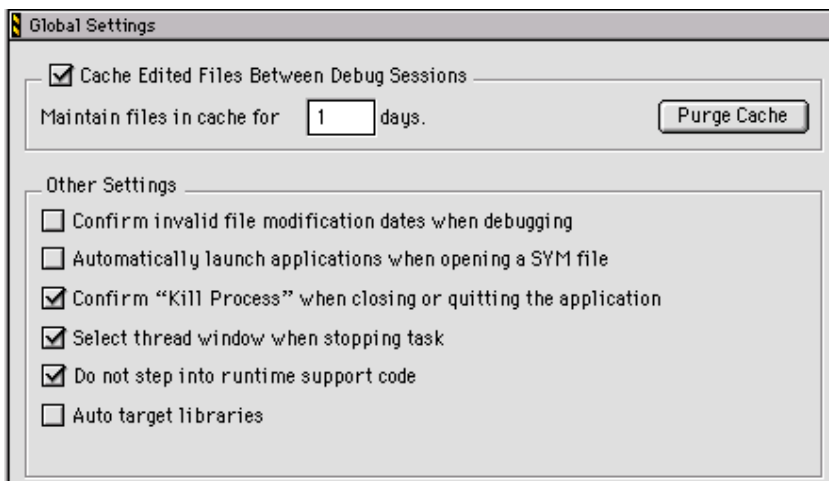 Global Settings
Cache Edited Files Between Debug Sessions
Maintain files in cache for 1 days. Purge Cache
Other Settings
Confirm invalid file modification dates when debugging
Automatically launch applications when opening a SYM file
Confirm “Kill Process” when closing or quitting the application
Select thread window when stopping task
Do not step into runtime support code
Auto target libraries